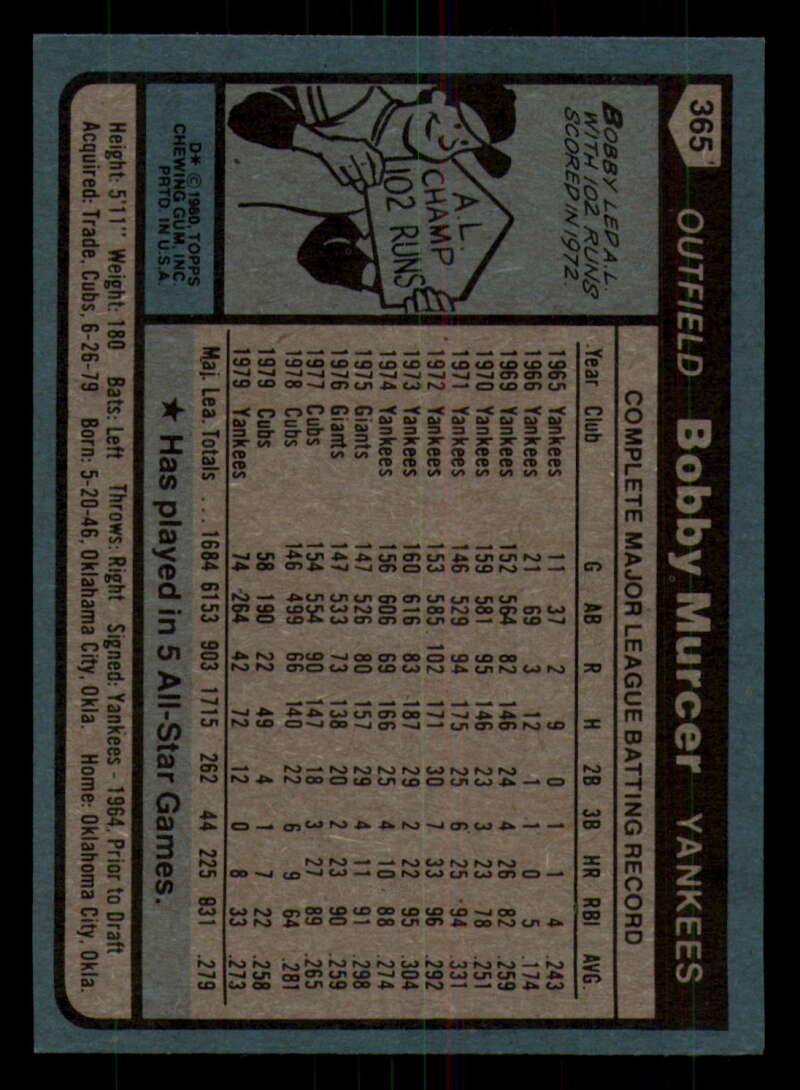 365 OUTFIELD Bobby Murcer YANKEES
BOBBY LED A.L.
WITH 102 RUNS
SCORED IN 1972.
A.L.
CHAMP
102 RUNS
D* © 1980, TOPPS
CHEWING GUM, INC.
PRTD. IN U.S.A.
COMPLETE MAJOR LEAGUE BATTING RECORD
Year Club G AB R H 2B 3B HR RBI AVG.
1965 Yankees 11 37 2 9 0 1 1 4 .243
1966 Yankees 21 69 3 12 1 1 0 5 .174
1969 Yankees 152 564 82 146 24 4 26 82 .259
1970 Yankees 159 581 95 146 23 3 23 78 .251
1971 Yankees 146 529 94 175 25 6 25 94 .331
1972 Yankees 153 585 102 171 30 7 33 96 .292
1973 Yankees 160 616 83 187 29 2 22 95 .304
1974 Yankees 156 606 69 166 25 4 10 88 .274
1975 Giants 147 526 80 157 29 4 11 91 .298
1976 Giants 147 533 73 138 20 2 23 90 .259
1977 Cubs 154 554 90 147 18 3 27 89 .265
1978 Cubs 146 499 66 140 22 6 9 64 .281
1979 Cubs 58 190 22 49 4 1 7 22 .258
1979 Yankees 74 264 42 72 12 0 8 33 .273
Maj. Lea. Totals ... 1684 6153 903 1715 262 44 225 831 .279
★ Has played in 5 All-Star Games.
Height: 5'11" Weight: 180 Bats: Left Throws: Right Signed: Yankees - 1964, Prior to Draft
Acquired: Trade, Cubs, 6-26-79 Born: 5-20-46, Oklahama City, Okla. Home: Oklahoma City, Okla.